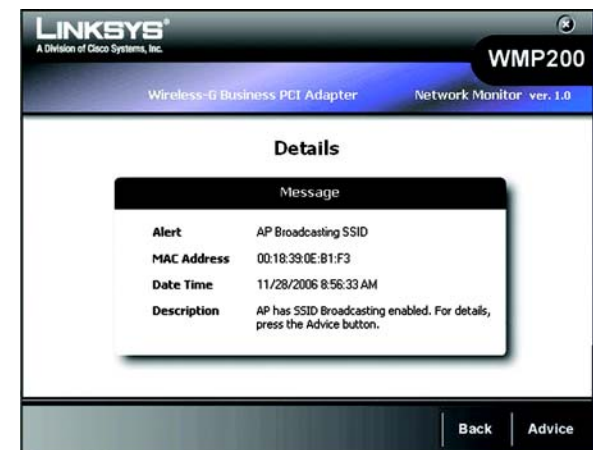 LINKSYS®
A Division of Cisco Systems, Inc.
WMP200
Wireless-G Business PCI Adapter
Network Monitor ver. 1.0
Details
Message
Alert AP Broadcasting SSID
MAC Address 00:18:39:0E:B1:F3
Date Time 11/28/2006 8:56:33 AM
Description AP has SSID Broadcasting enabled. For details,
press the Advice button.
Back Advice